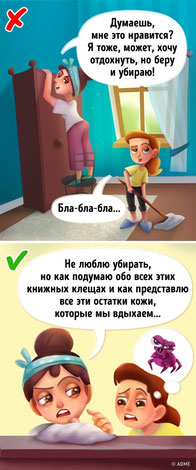 Думаешь,
мне это нравится?
Я тоже, может, хочу
отдохнуть, но беру
и убираю!
Бла-бла-бла...
Не люблю убирать,
но как подумаю обо всех этих
книжных клещах и как представлю
все эти остатки кожи,
которые мы вдыхаем...
© ADME